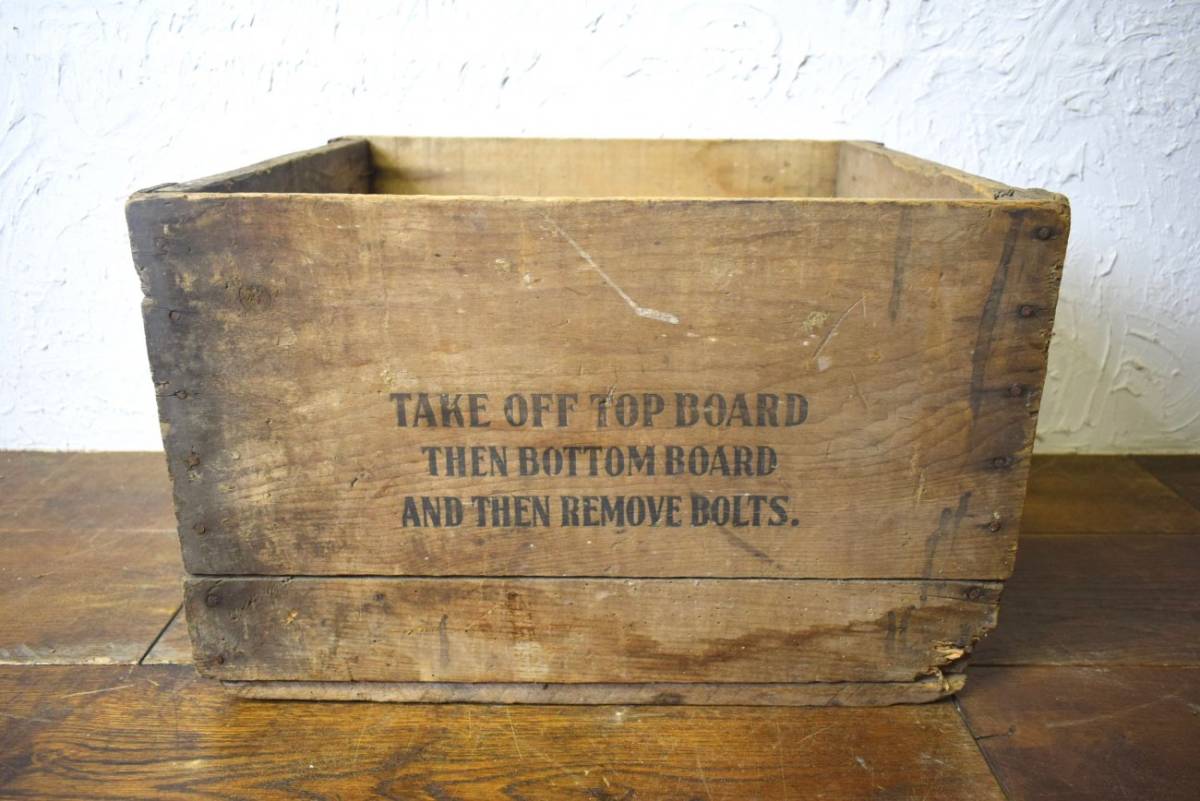 TAKE OFF TOP BOARD
THEN BOTTOM BOARD
AND THEN REMOVE BOLTS.